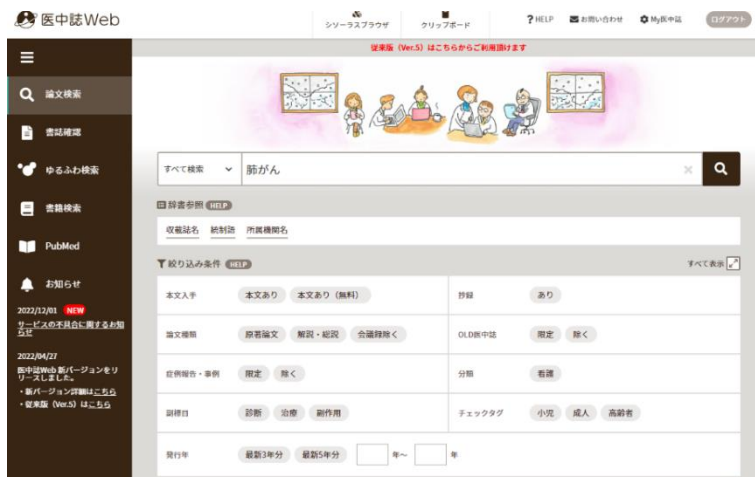 医中誌Web
シソーラスブラウザ
クリップボード
? HELP
お問い合わせ
My医中誌
ログアウト
従来版（Ver.5）はこちらからご利用頂けます
論文検索
書誌確認
ゆるふわ検索
書籍検索
PubMed
お知らせ
2022/12/01 NEW
サービスの不具合に関するお知
らせ
2022/04/27
医中誌Web 新バージョンをリ
リースしました。
・新バージョン詳細はこちら
・従来版（Ver.5）はこちら
すべて検索
肺がん
辞書参照 HELP
収載誌名 統制語 所属機関名
絞り込み条件 HELP
すべて表示
本文入手 本文あり 本文あり（無料） 抄録 あり
論文種類 原著論文 解説・総説 会議録除く OLD医中誌 限定 除く
症例報告・事例 限定 除く 分類 看護
副標目 診断 治療 副作用 チェックタグ 小児 成人 高齢者
発行年 最新3年分 最新5年分 年～ 年